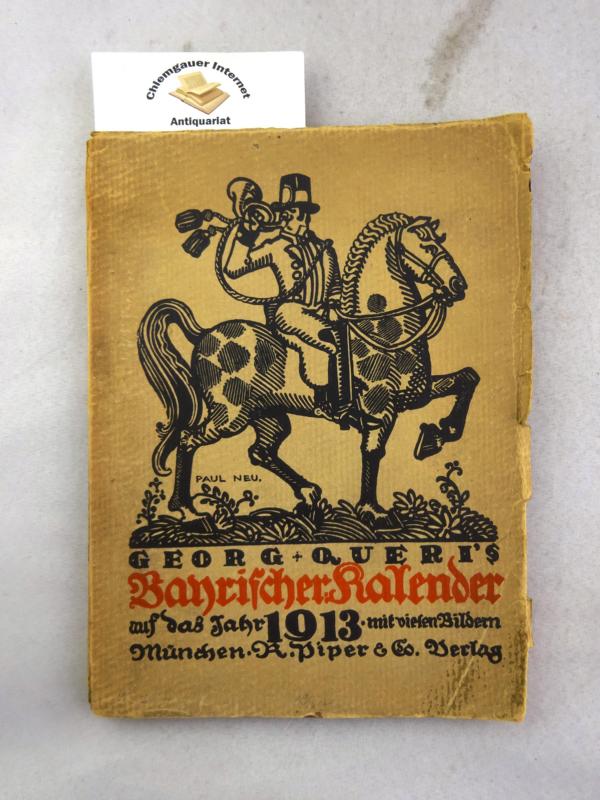 Chiemgauer Internet
Antiquariat
PAUL NEU.
GEORG + QUERI'S
Bayrischer Kalender
auf das Jahr 1913 · mit vielen Bildern
München · R. Piper & Co. Verlag